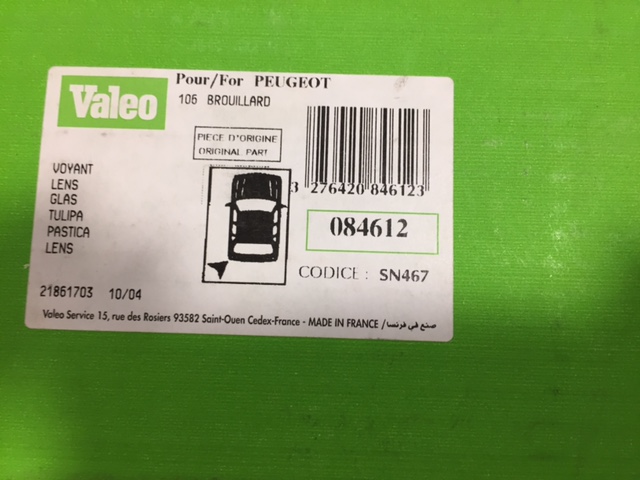 Valeo
Pour/For PEUGEOT
106 BROUILLARD
PIECE D'ORIGINE
ORIGINAL PART
VOYANT
LENS
GLAS
TULIPA
PASTICA
LENS
3 276420 846123
084612
CODICE : SN467
21861703 10/04
Valeo Service 15, rue des Rosiers 93582 Saint-Ouen Cedex-France - MADE IN FRANCE / صنع في فرنسا